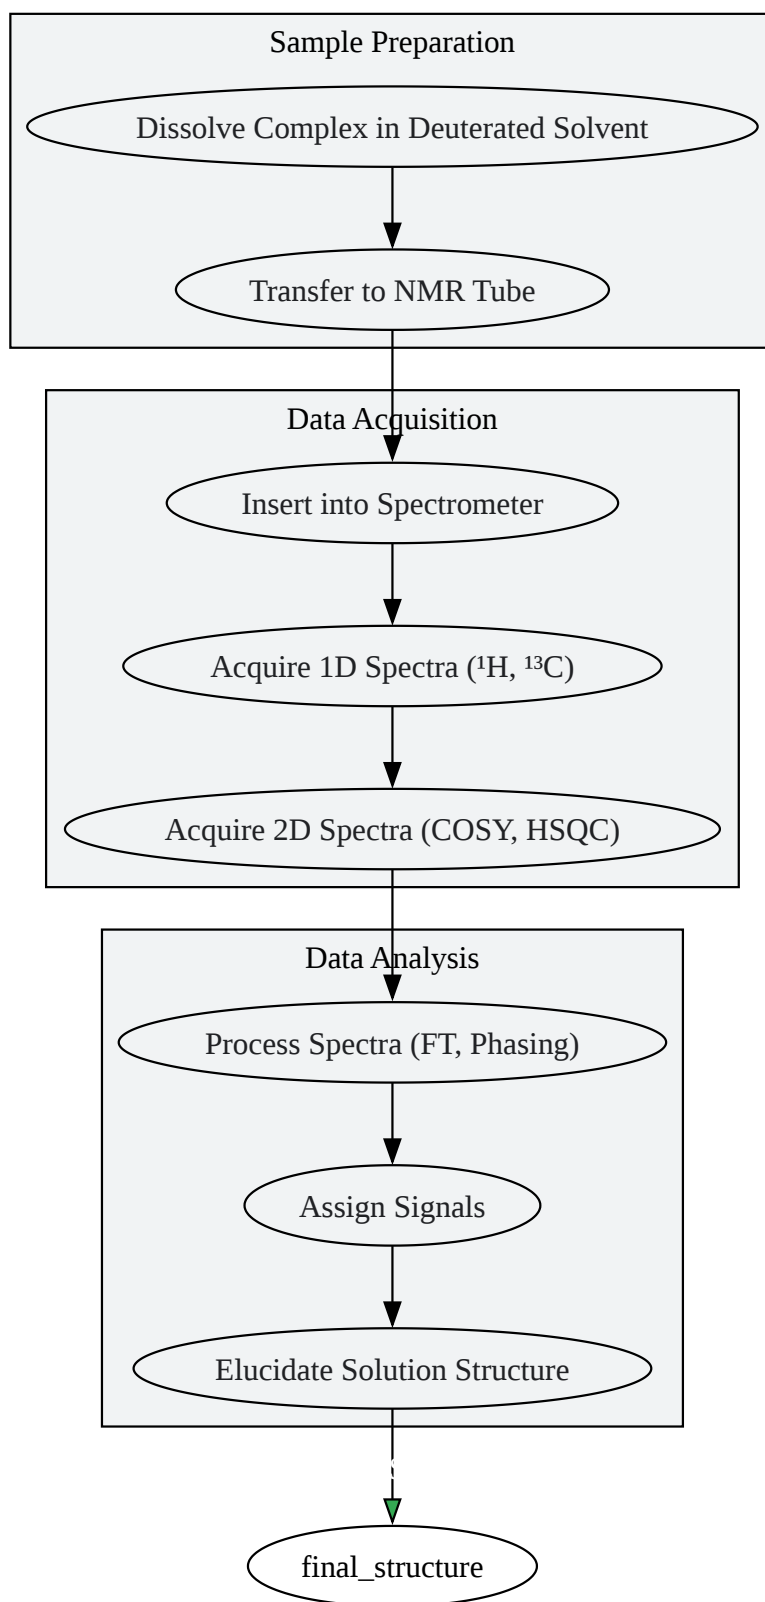 Sample Preparation
Dissolve Complex in Deuterated Solvent
Transfer to NMR Tube
Data Acquisition
Insert into Spectrometer
Acquire 1D Spectra (¹H, ¹³C)
Acquire 2D Spectra (COSY, HSQC)
Data Analysis
Process Spectra (FT, Phasing)
Assign Signals
Elucidate Solution Structure
final_structure